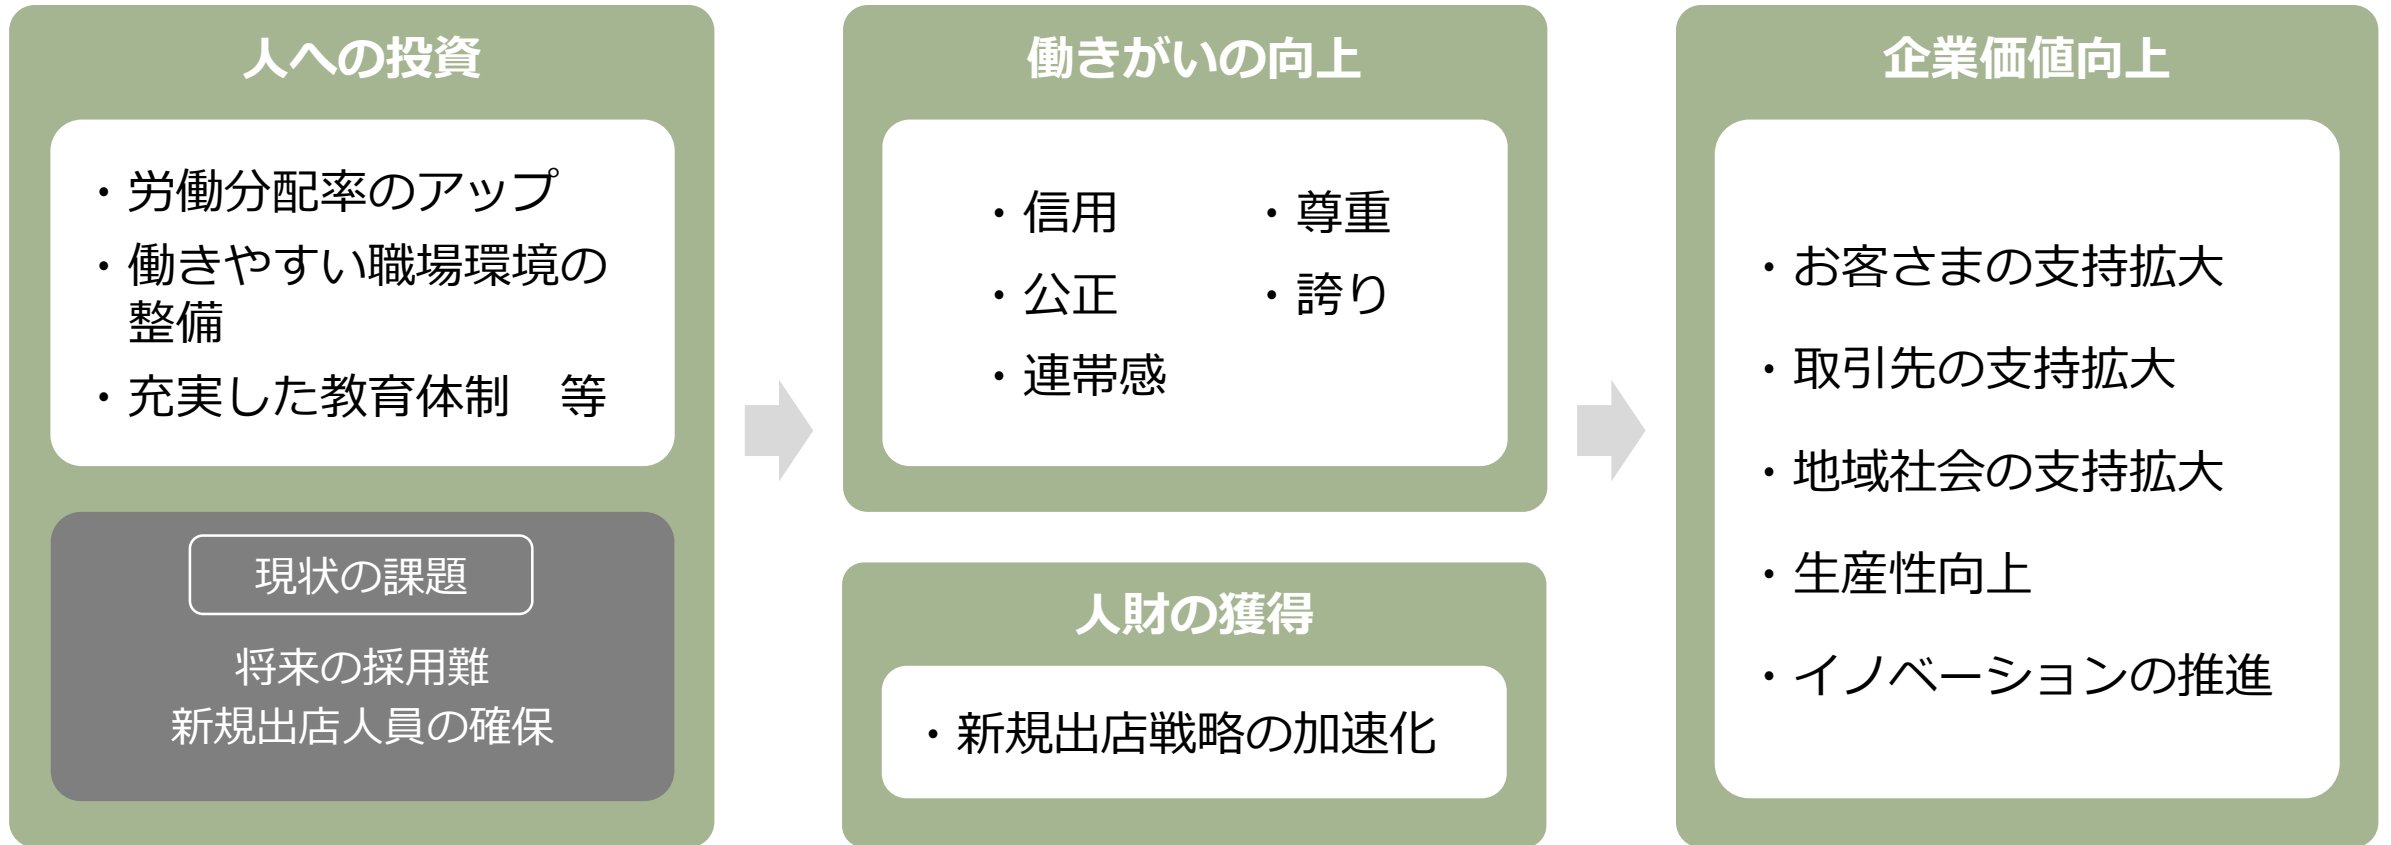 人への投資
・労働分配率のアップ
・働きやすい職場環境の
整備
・充実した教育体制　等
現状の課題
将来の採用難
新規出店人員の確保
働きがいの向上
・信用
・公正
・連帯感
・尊重
・誇り
人財の獲得
・新規出店戦略の加速化
企業価値向上
・お客さまの支持拡大
・取引先の支持拡大
・地域社会の支持拡大
・生産性向上
・イノベーションの推進